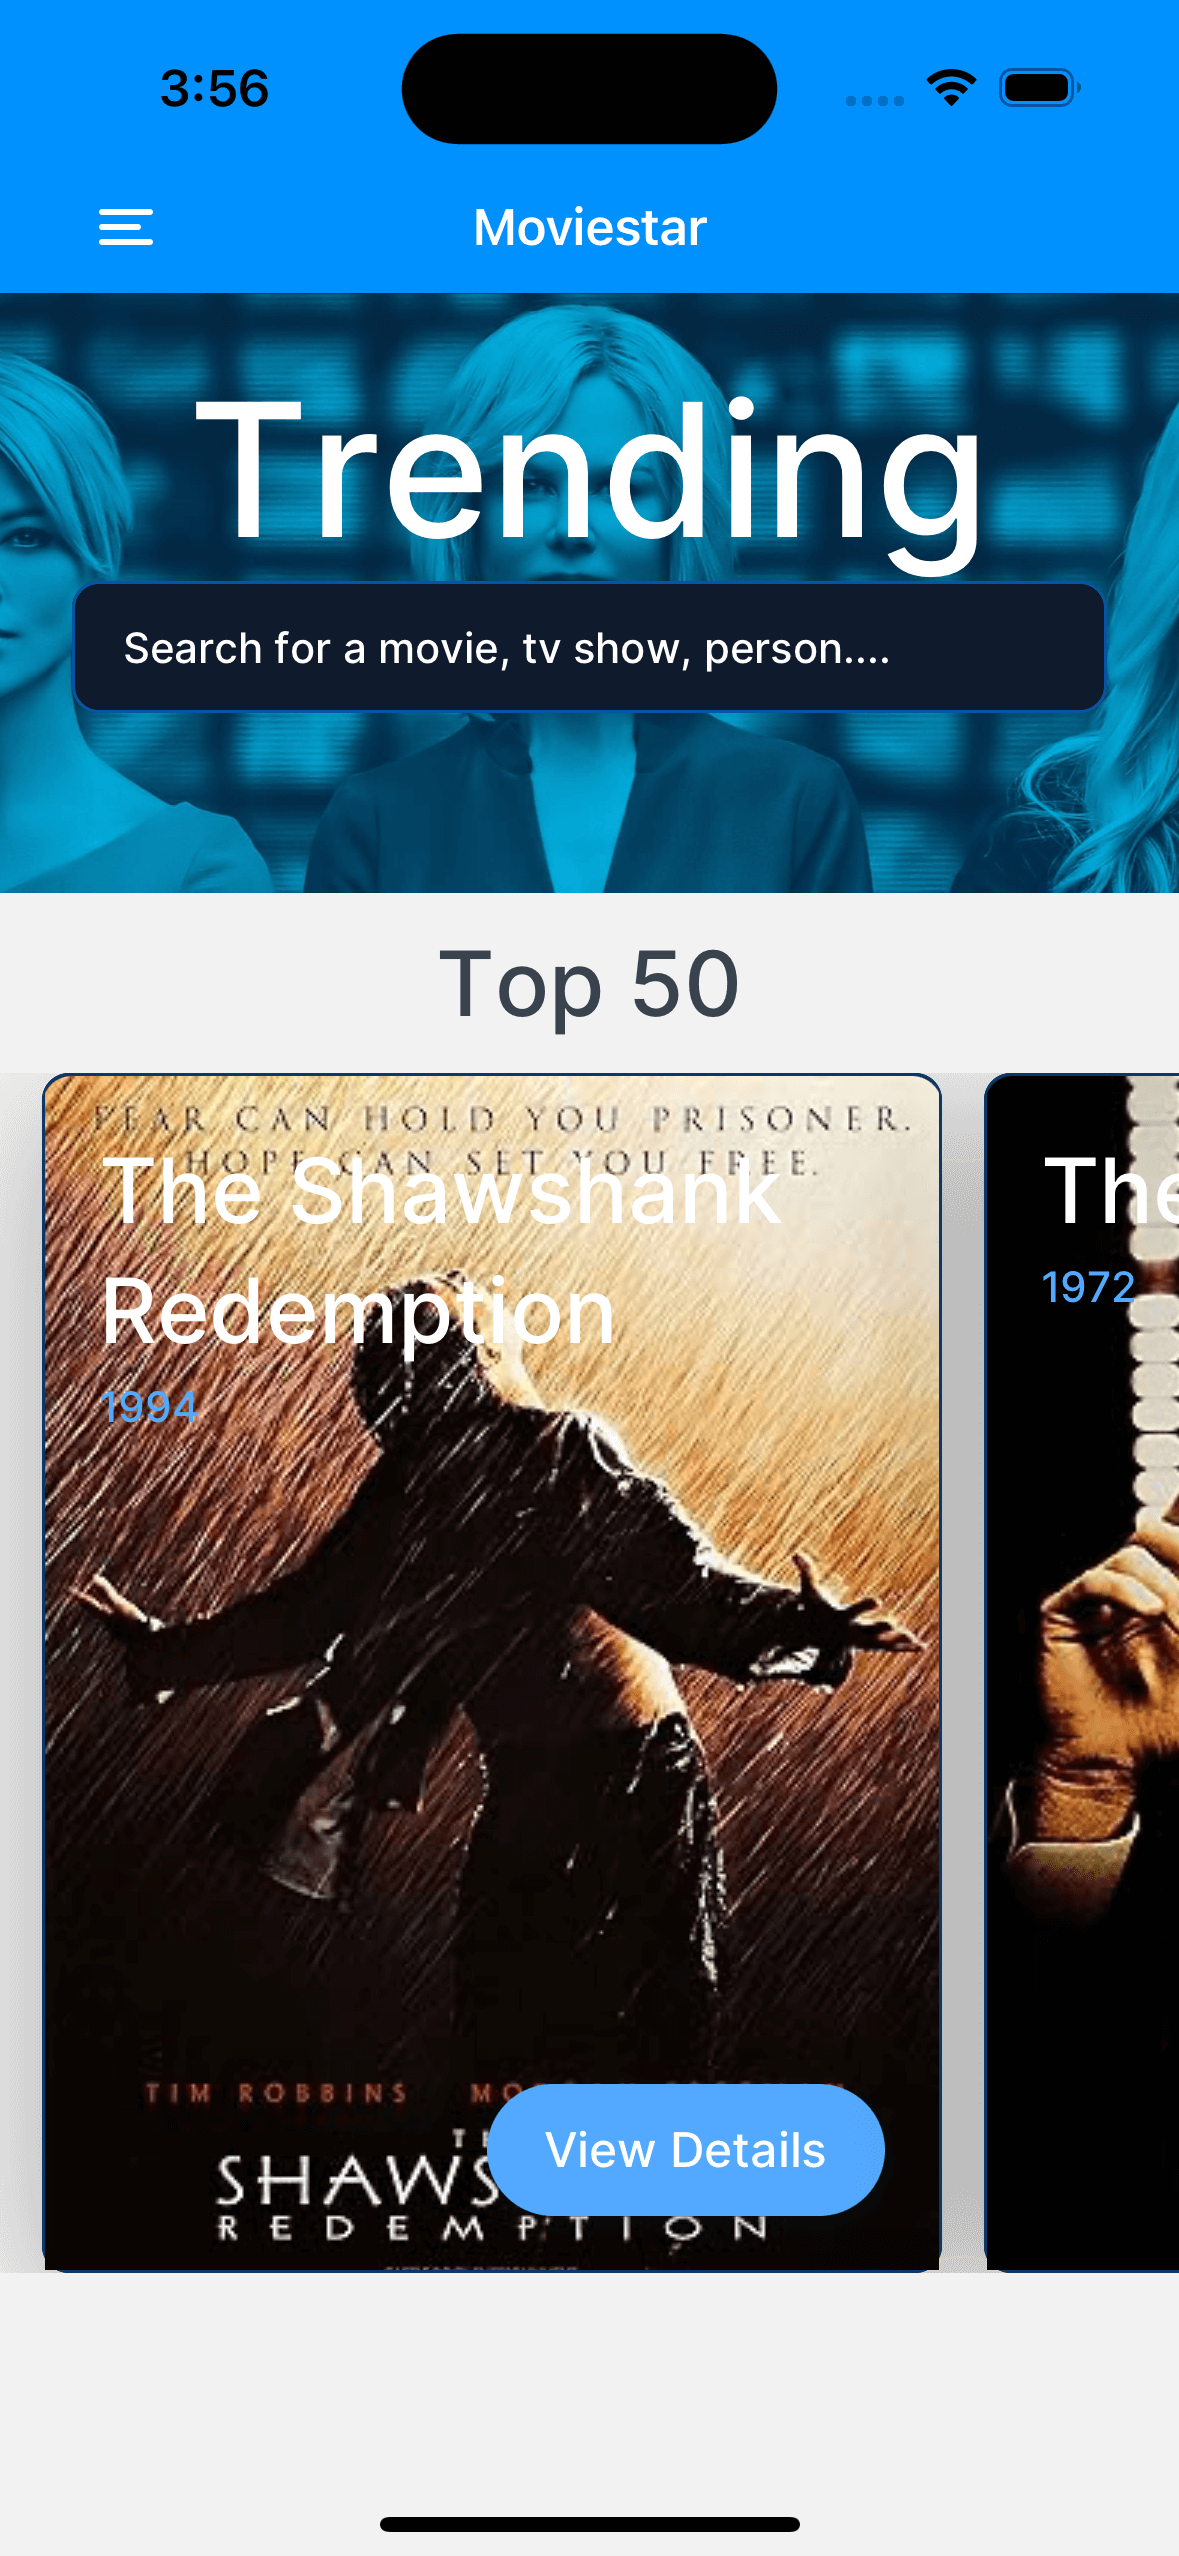 3:56
Moviestar
Trending
Search for a movie, tv show, person....
Top 50
FEAR CAN HOLD YOU PRISONER.
HOPE CAN SET YOU FREE.
The Shawshank
Redemption
1994
The
1972
TIM ROBBINS
View Details
SHAWS
REDEMPTION